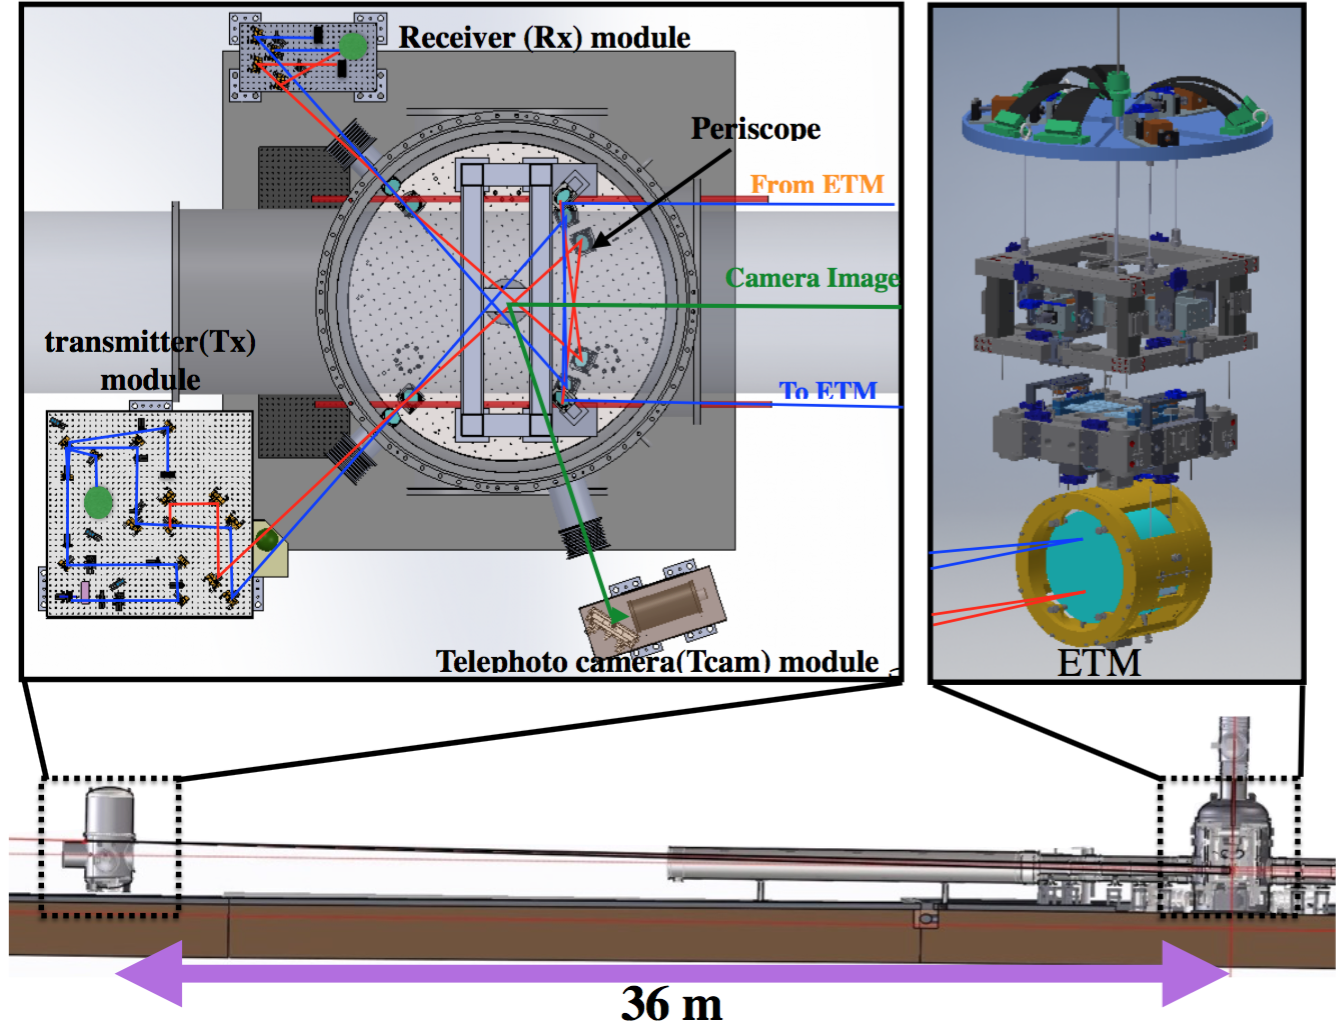 Receiver (Rx) module
Periscope
From ETM
Camera Image
transmitter(Tx)
module
To ETM
Telephoto camera(Tcam) module
ETM
36 m